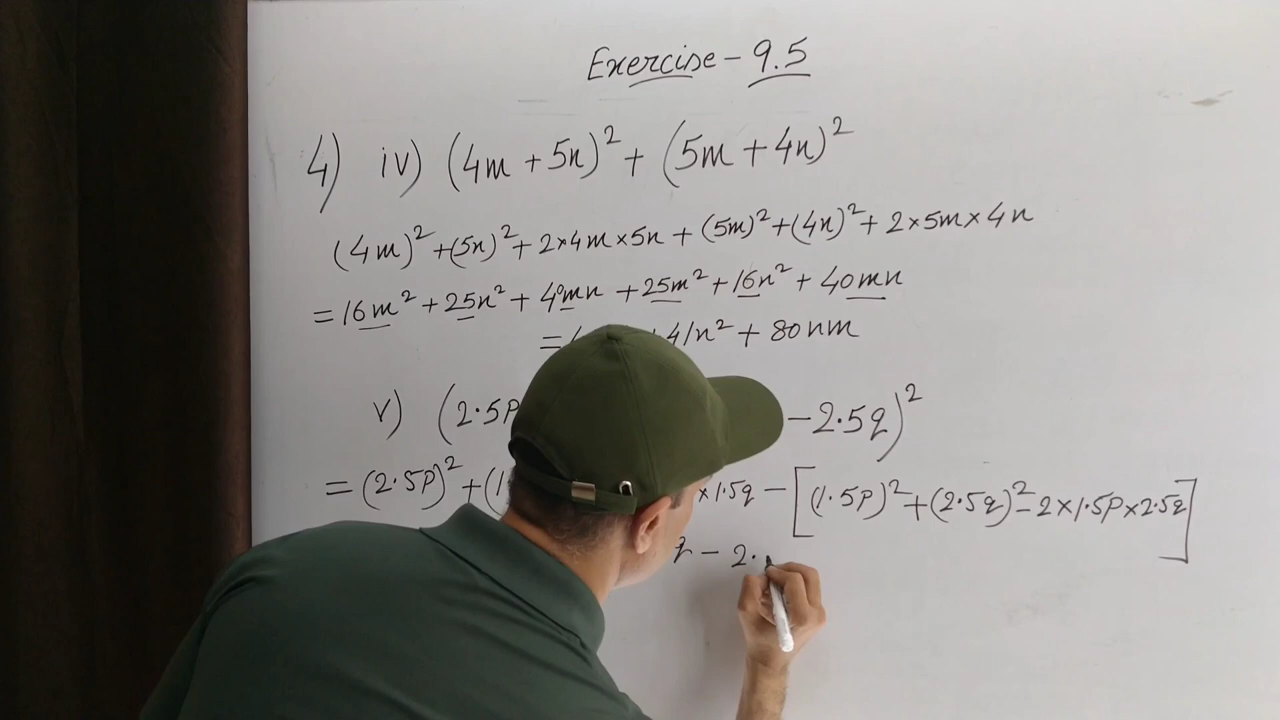 Exercise - 9.5
4) iv) (4m + 5n)² + (5m + 4n)²
(4m)² + (5n)² + 2×4m×5n + (5m)² + (4n)² + 2×5m×4n
= 16m² + 25n² + 40mn + 25m² + 16n² + 40mn
= 41n² + 80nm
v) (2.5p - 2.5q)²
= (2.5p)² + (1 × 1.5q - [(1.5p)² + (2.5q)² - 2×1.5p×2.5q]
q - 2.